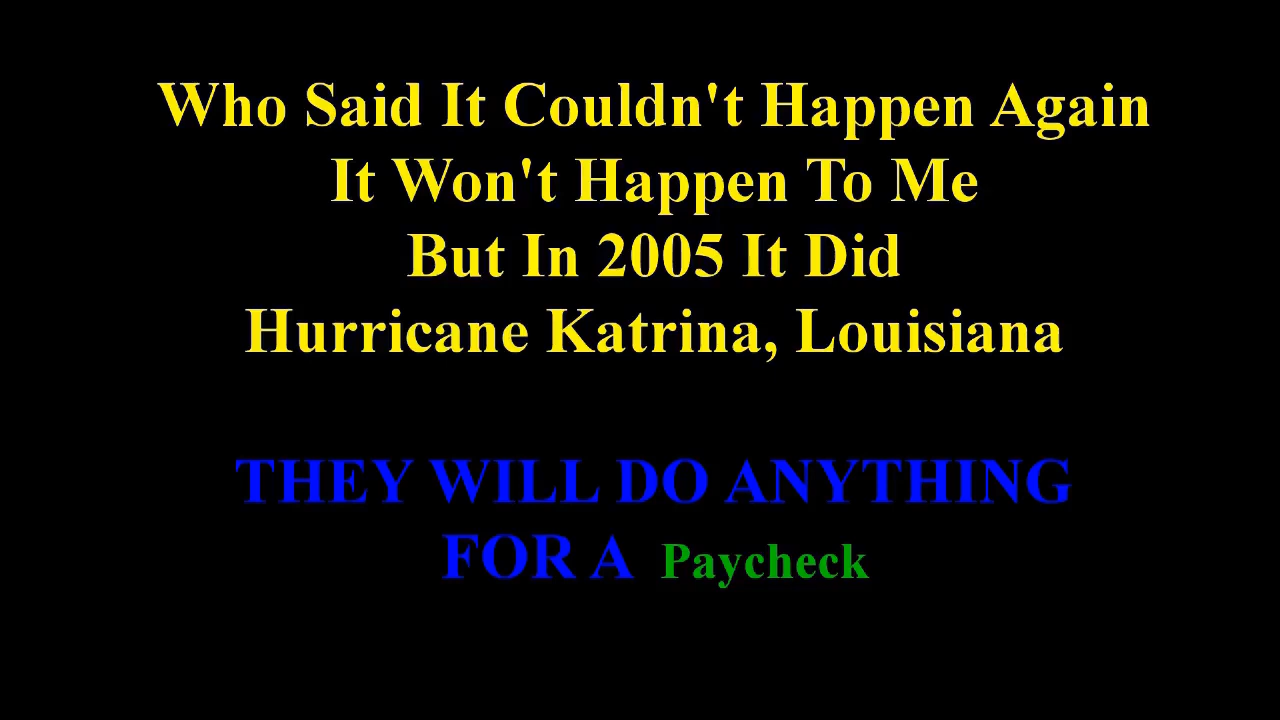 Who Said It Couldn't Happen Again
It Won't Happen To Me
But In 2005 It Did
Hurricane Katrina, Louisiana
THEY WILL DO ANYTHING
FOR A Paycheck